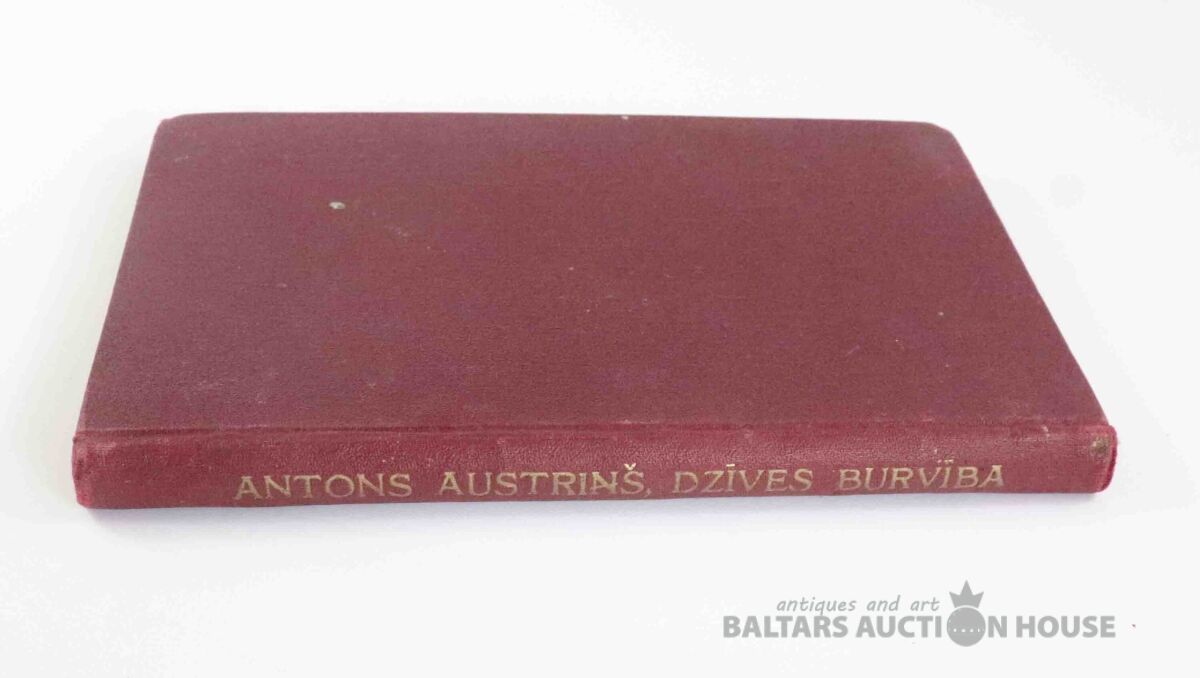 ANTONS AUSTRIŅŠ, DZĪVES BURVĪBA
antiques and art
BALTARS AUCTION HOUSE